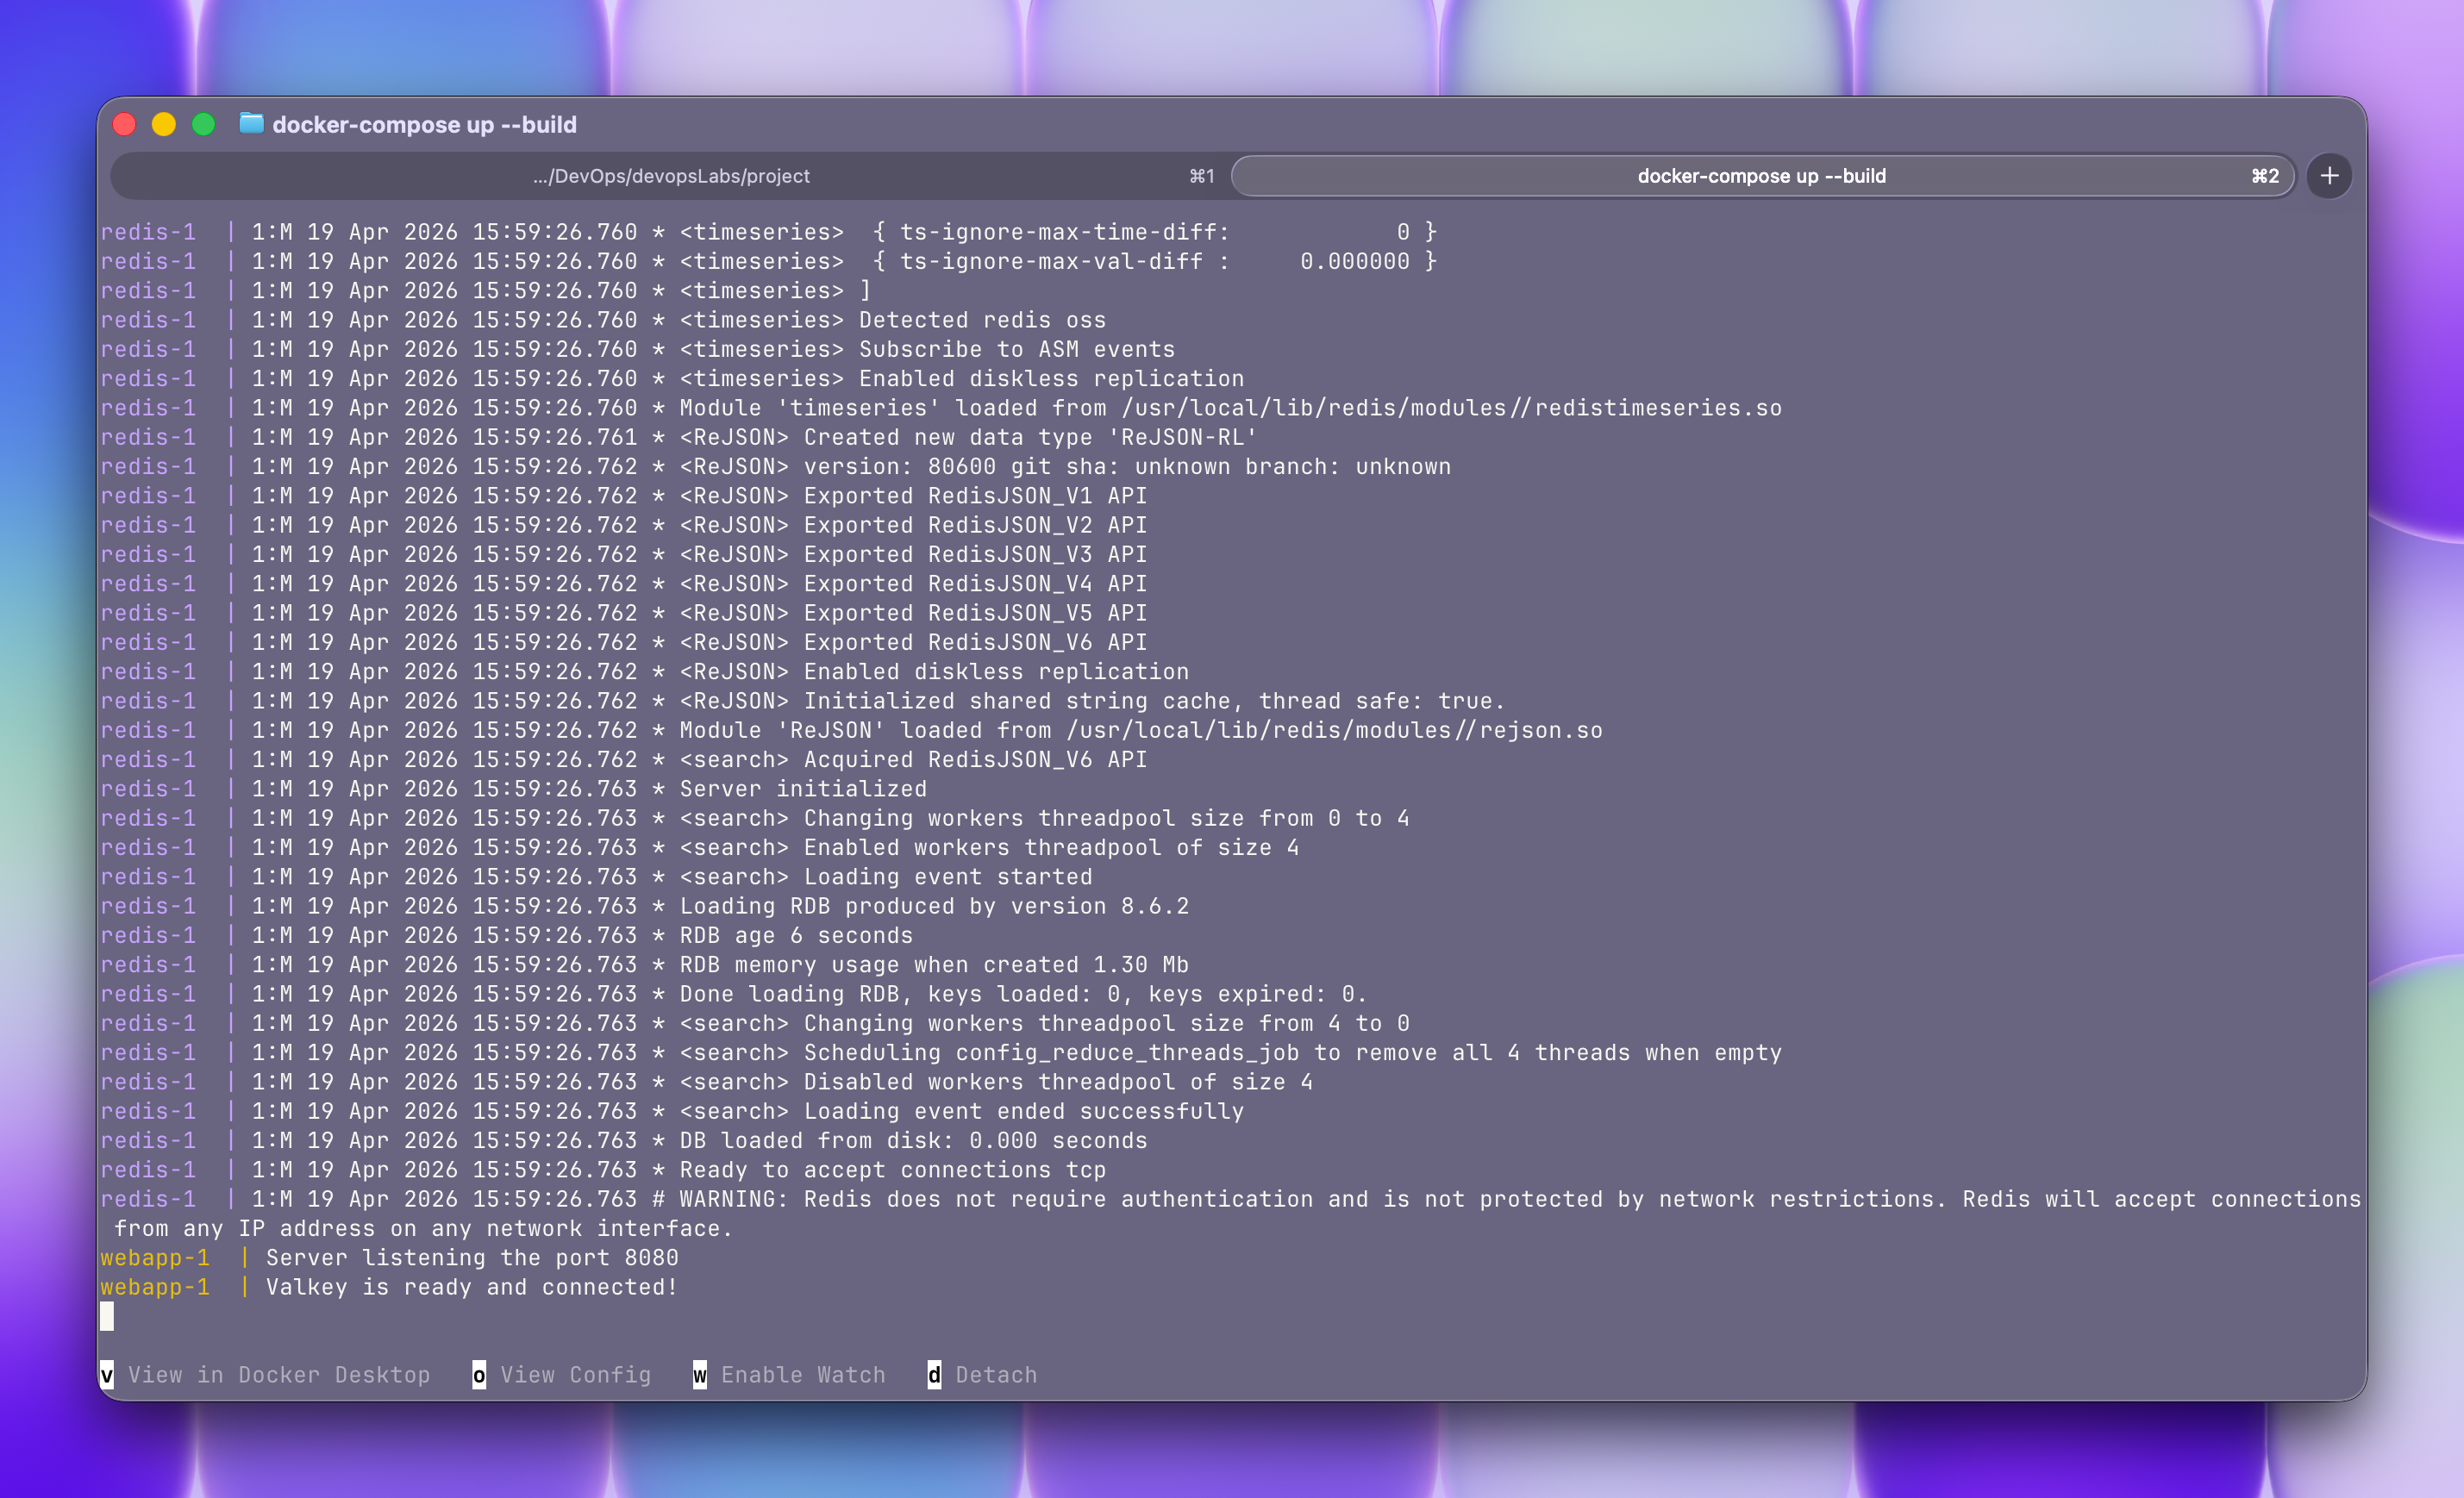 docker-compose up --build
.../DevOps/devopsLabs/project ⌘1 docker-compose up --build ⌘2 +
redis-1  | 1:M 19 Apr 2026 15:59:26.760 * <timeseries>  { ts-ignore-max-time-diff:            0 }
redis-1  | 1:M 19 Apr 2026 15:59:26.760 * <timeseries>  { ts-ignore-max-val-diff :     0.000000 }
redis-1  | 1:M 19 Apr 2026 15:59:26.760 * <timeseries> ]
redis-1  | 1:M 19 Apr 2026 15:59:26.760 * <timeseries> Detected redis oss
redis-1  | 1:M 19 Apr 2026 15:59:26.760 * <timeseries> Subscribe to ASM events
redis-1  | 1:M 19 Apr 2026 15:59:26.760 * <timeseries> Enabled diskless replication
redis-1  | 1:M 19 Apr 2026 15:59:26.760 * Module 'timeseries' loaded from /usr/local/lib/redis/modules//redistimeseries.so
redis-1  | 1:M 19 Apr 2026 15:59:26.761 * <ReJSON> Created new data type 'ReJSON-RL'
redis-1  | 1:M 19 Apr 2026 15:59:26.762 * <ReJSON> version: 80600 git sha: unknown branch: unknown
redis-1  | 1:M 19 Apr 2026 15:59:26.762 * <ReJSON> Exported RedisJSON_V1 API
redis-1  | 1:M 19 Apr 2026 15:59:26.762 * <ReJSON> Exported RedisJSON_V2 API
redis-1  | 1:M 19 Apr 2026 15:59:26.762 * <ReJSON> Exported RedisJSON_V3 API
redis-1  | 1:M 19 Apr 2026 15:59:26.762 * <ReJSON> Exported RedisJSON_V4 API
redis-1  | 1:M 19 Apr 2026 15:59:26.762 * <ReJSON> Exported RedisJSON_V5 API
redis-1  | 1:M 19 Apr 2026 15:59:26.762 * <ReJSON> Exported RedisJSON_V6 API
redis-1  | 1:M 19 Apr 2026 15:59:26.762 * <ReJSON> Enabled diskless replication
redis-1  | 1:M 19 Apr 2026 15:59:26.762 * <ReJSON> Initialized shared string cache, thread safe: true.
redis-1  | 1:M 19 Apr 2026 15:59:26.762 * Module 'ReJSON' loaded from /usr/local/lib/redis/modules//rejson.so
redis-1  | 1:M 19 Apr 2026 15:59:26.762 * <search> Acquired RedisJSON_V6 API
redis-1  | 1:M 19 Apr 2026 15:59:26.763 * Server initialized
redis-1  | 1:M 19 Apr 2026 15:59:26.763 * <search> Changing workers threadpool size from 0 to 4
redis-1  | 1:M 19 Apr 2026 15:59:26.763 * <search> Enabled workers threadpool of size 4
redis-1  | 1:M 19 Apr 2026 15:59:26.763 * <search> Loading event started
redis-1  | 1:M 19 Apr 2026 15:59:26.763 * Loading RDB produced by version 8.6.2
redis-1  | 1:M 19 Apr 2026 15:59:26.763 * RDB age 6 seconds
redis-1  | 1:M 19 Apr 2026 15:59:26.763 * RDB memory usage when created 1.30 Mb
redis-1  | 1:M 19 Apr 2026 15:59:26.763 * Done loading RDB, keys loaded: 0, keys expired: 0.
redis-1  | 1:M 19 Apr 2026 15:59:26.763 * <search> Changing workers threadpool size from 4 to 0
redis-1  | 1:M 19 Apr 2026 15:59:26.763 * <search> Scheduling config_reduce_threads_job to remove all 4 threads when empty
redis-1  | 1:M 19 Apr 2026 15:59:26.763 * <search> Disabled workers threadpool of size 4
redis-1  | 1:M 19 Apr 2026 15:59:26.763 * <search> Loading event ended successfully
redis-1  | 1:M 19 Apr 2026 15:59:26.763 * DB loaded from disk: 0.000 seconds
redis-1  | 1:M 19 Apr 2026 15:59:26.763 * Ready to accept connections tcp
redis-1  | 1:M 19 Apr 2026 15:59:26.763 # WARNING: Redis does not require authentication and is not protected by network restrictions. Redis will accept connections
 from any IP address on any network interface.
webapp-1  | Server listening the port 8080
webapp-1  | Valkey is ready and connected!
v View in Docker Desktop   o View Config   w Enable Watch   d Detach